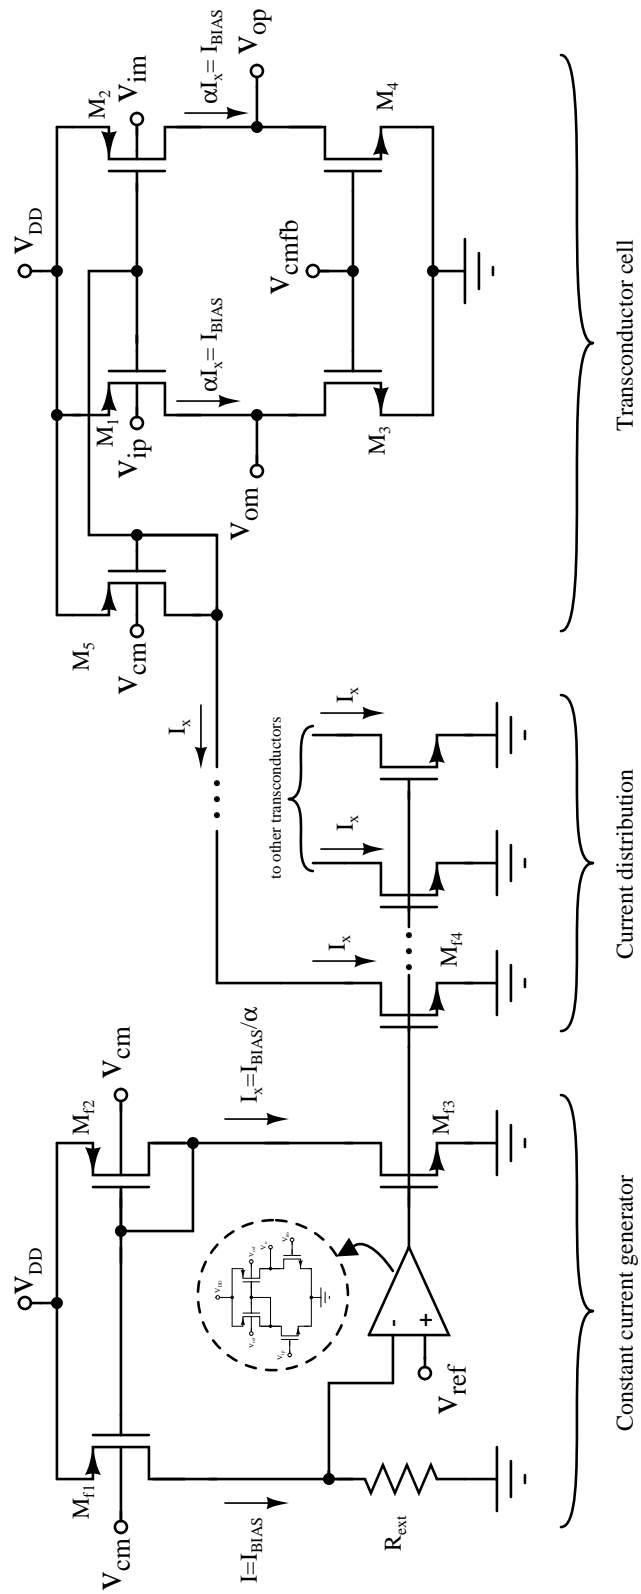 V_DD
V_cm
M_f1
M_f2
V_cm
I=I_BIAS
I_x=I_BIAS/α
V_DD
R_ext
V_ref
-
+
M_f3
Constant current generator
I_x
I_x
I_x
to other transconductors
M_f4
Current distribution
I_x
V_DD
M_5
V_cm
M_1
V_ip
M_2
V_im
αI_x= I_BIAS
αI_x= I_BIAS
V_om
V_op
V_cmfb
M_3
M_4
Transconductor cell